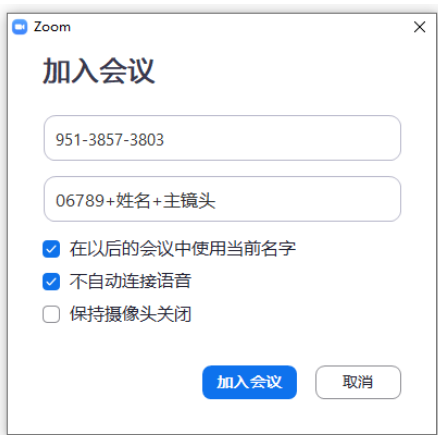 Zoom
加入会议
951-3857-3803
06789+姓名+主镜头
在以后的会议中使用当前名字
不自动连接语音
保持摄像头关闭
加入会议 取消